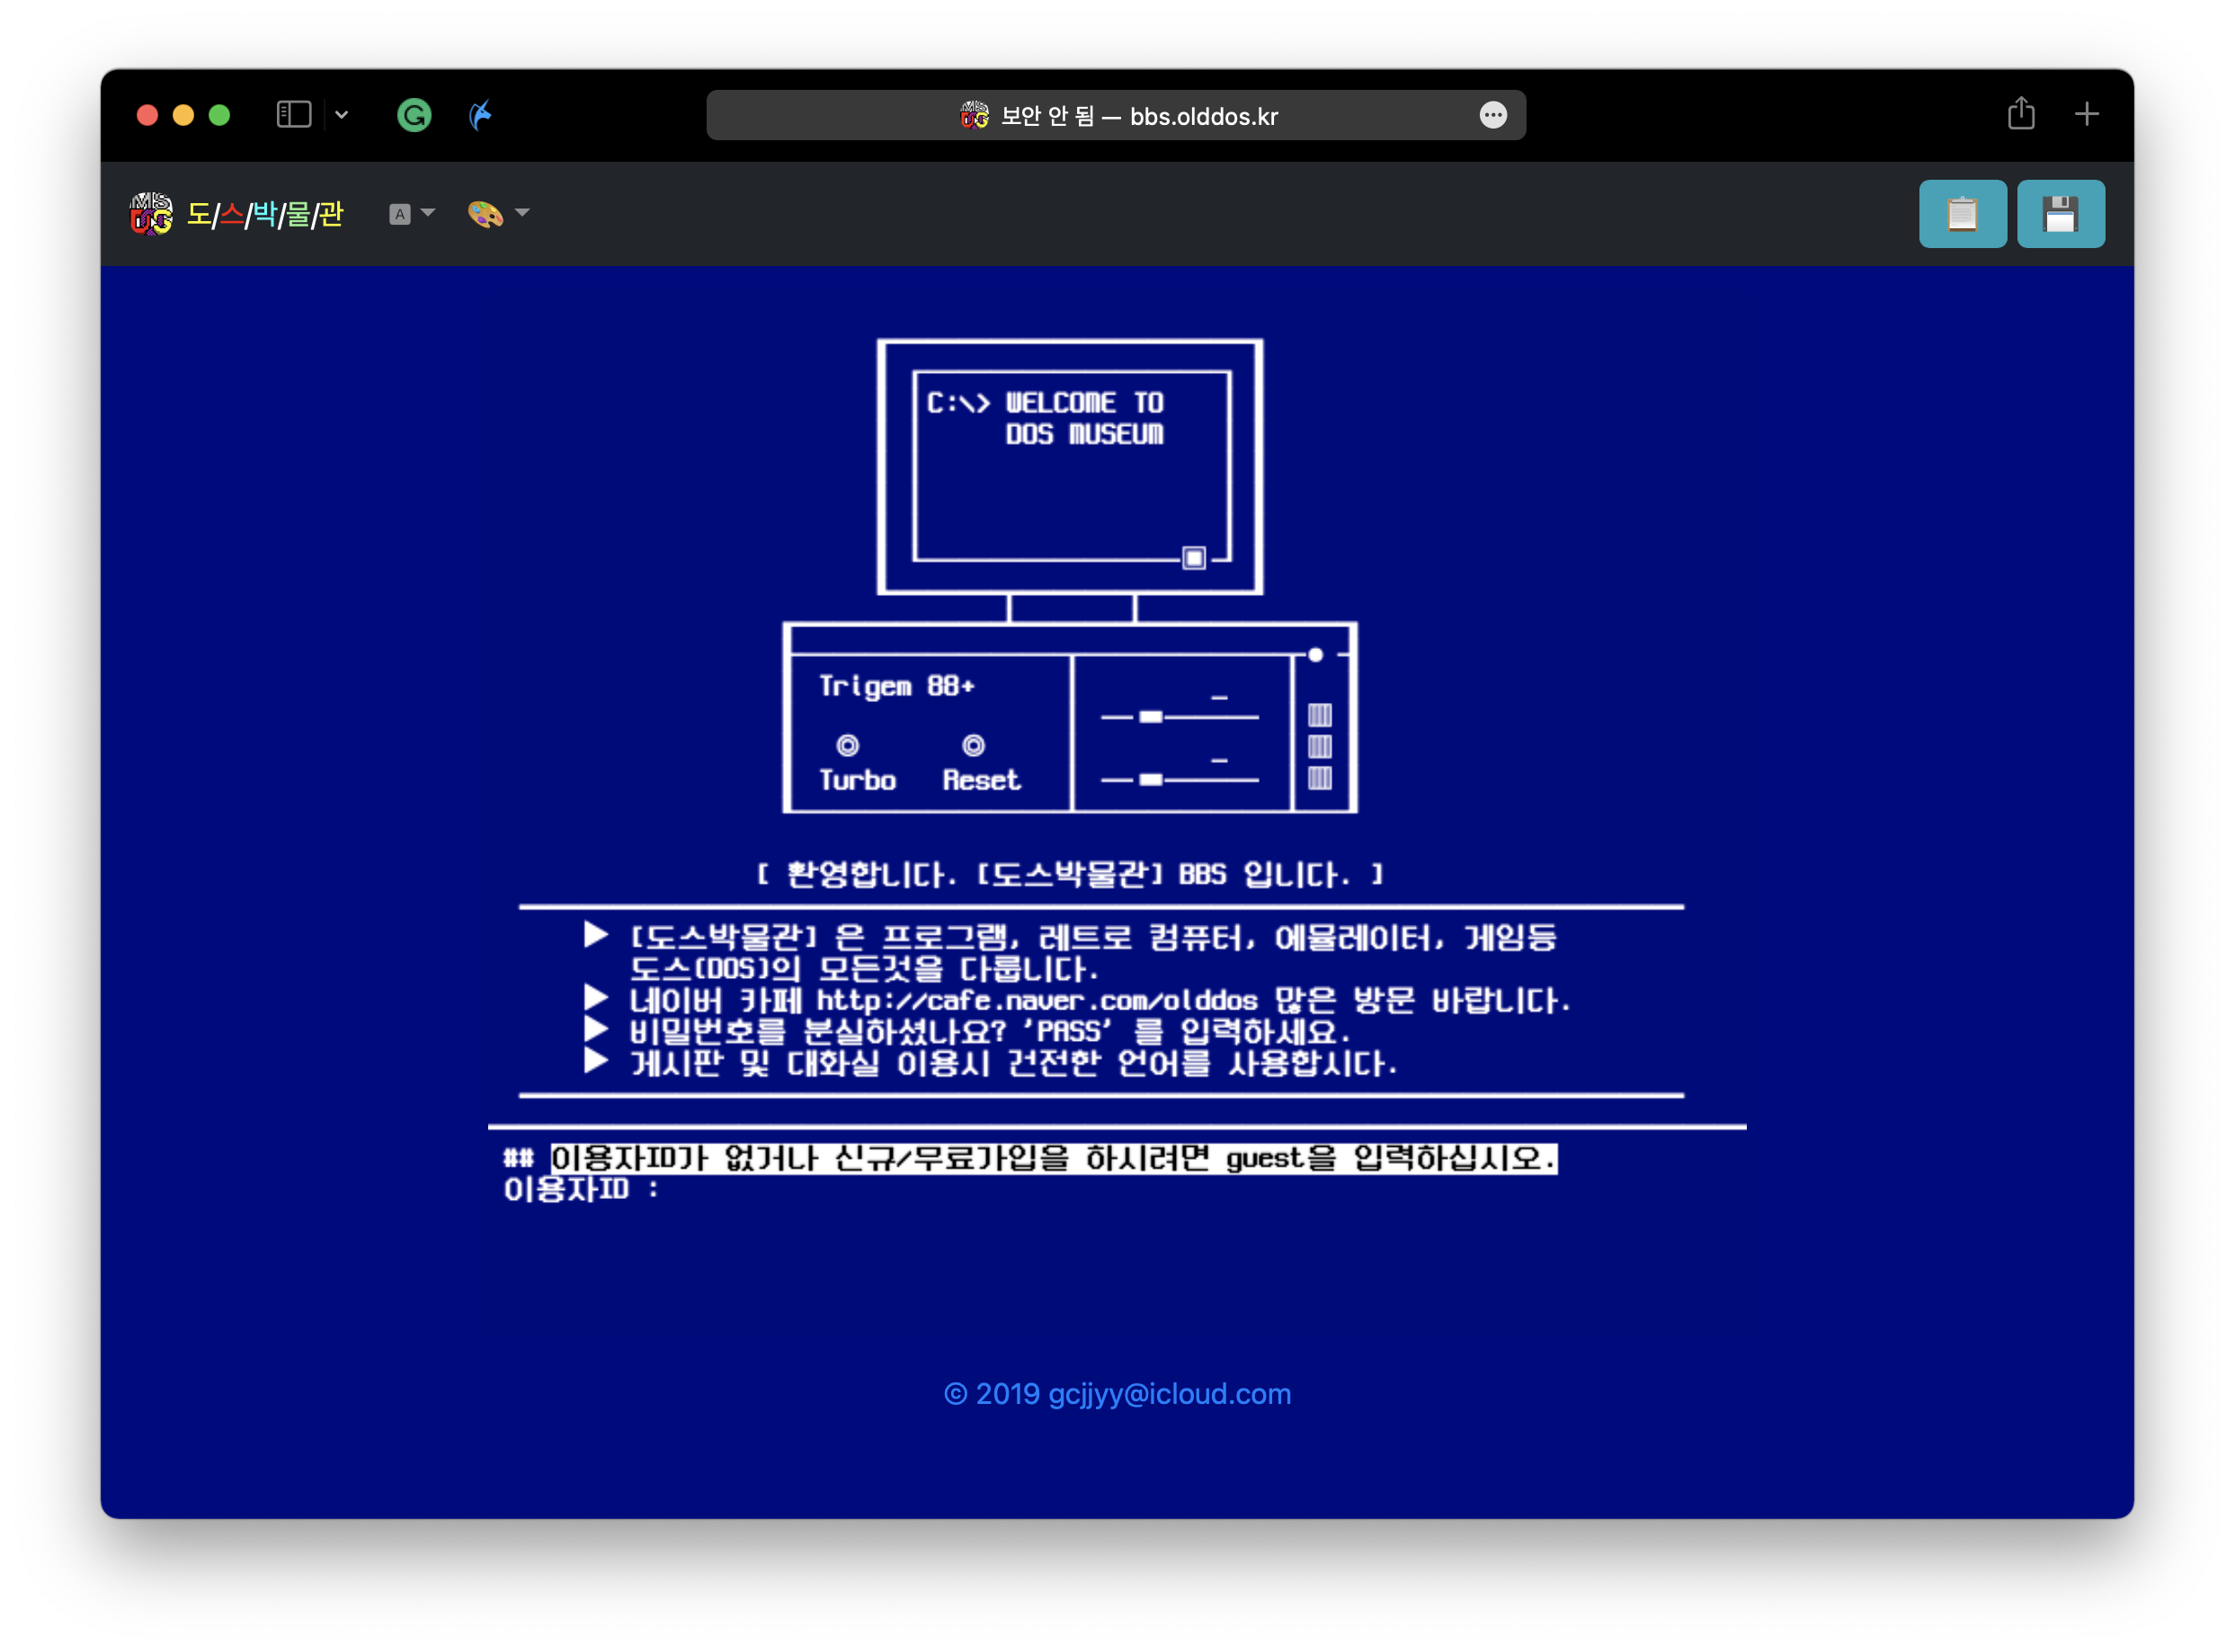 보안 안 됨 — bbs.olddos.kr
도/스/박/물/관
A
C:\> WELCOME TO
DOS MUSEUM
Trigem 88+
Turbo Reset
[ 환영합니다. [도스박물관] BBS 입니다. ]
▶ [도스박물관] 은 프로그램, 레트로 컴퓨터, 에뮬레이터, 게임등
도스(DOS)의 모든것을 다룹니다.
▶ 네이버 카페 http://cafe.naver.com/olddos 많은 방문 바랍니다.
▶ 비밀번호를 분실하셨나요? 'PASS' 를 입력하세요.
▶ 게시판 및 대화실 이용시 건전한 언어를 사용합시다.
## 이용자ID가 없거나 신규/무료가입을 하시려면 guest을 입력하십시오.
이용자ID :
© 2019 gcjjyy@icloud.com